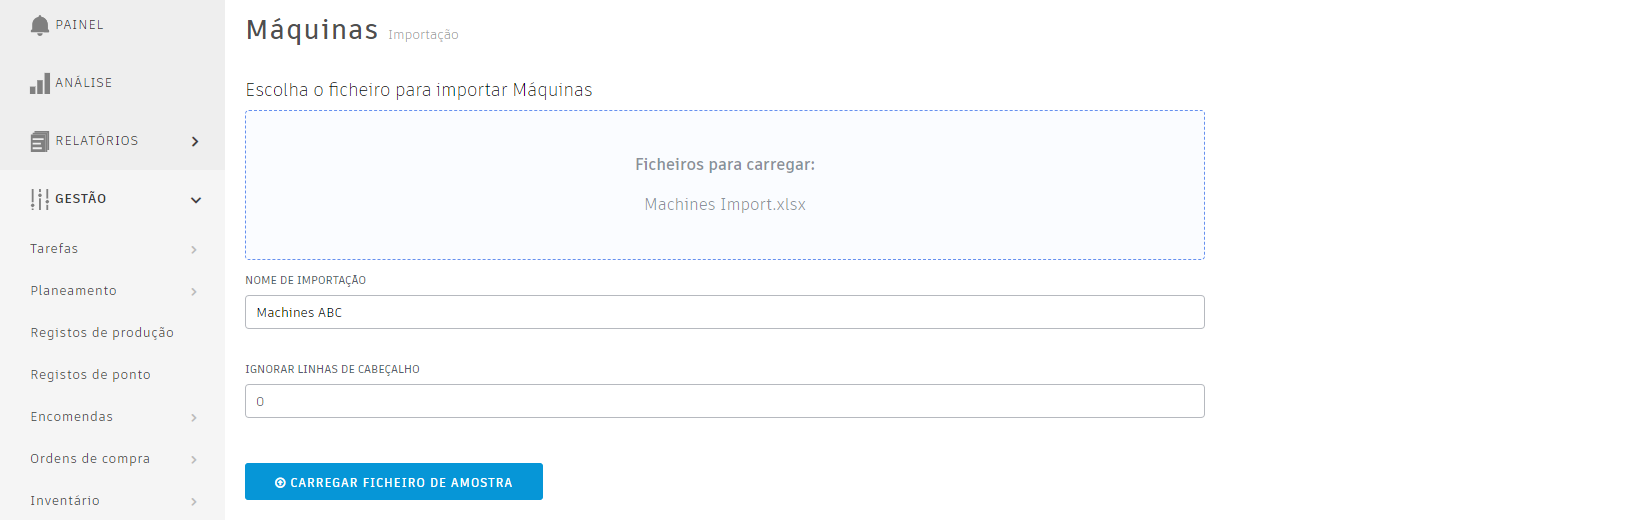 PAINEL
ANÁLISE
RELATÓRIOS
GESTÃO
Tarefas
Planeamento
Registos de produção
Registos de ponto
Encomendas
Ordens de compra
Inventário
Máquinas Importação
Escolha o ficheiro para importar Máquinas
Ficheiros para carregar:
Machines Import.xlsx
NOME DE IMPORTAÇÃO
Machines ABC
IGNORAR LINHAS DE CABEÇALHO
0
CARREGAR FICHEIRO DE AMOSTRA